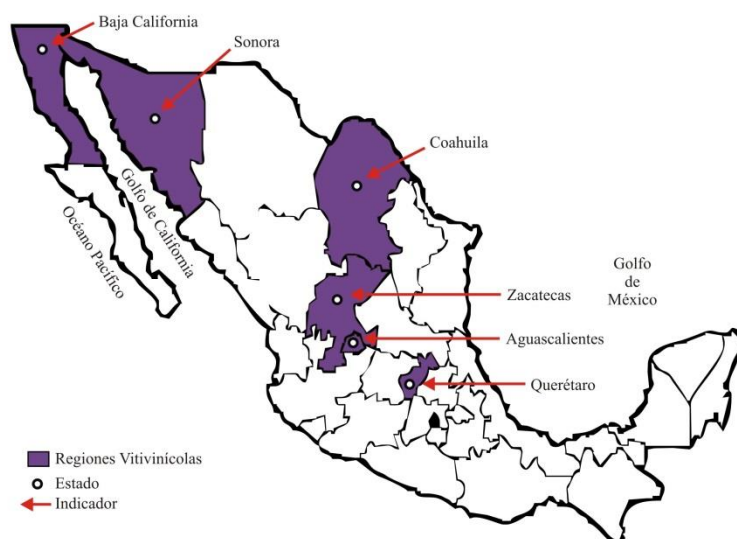 Baja California
Sonora
Coahuila
Golfo de California
Océano Pacífico
Golfo
de
México
Zacatecas
Aguascalientes
Querétaro
Regiones Vitivinícolas
Estado
Indicador